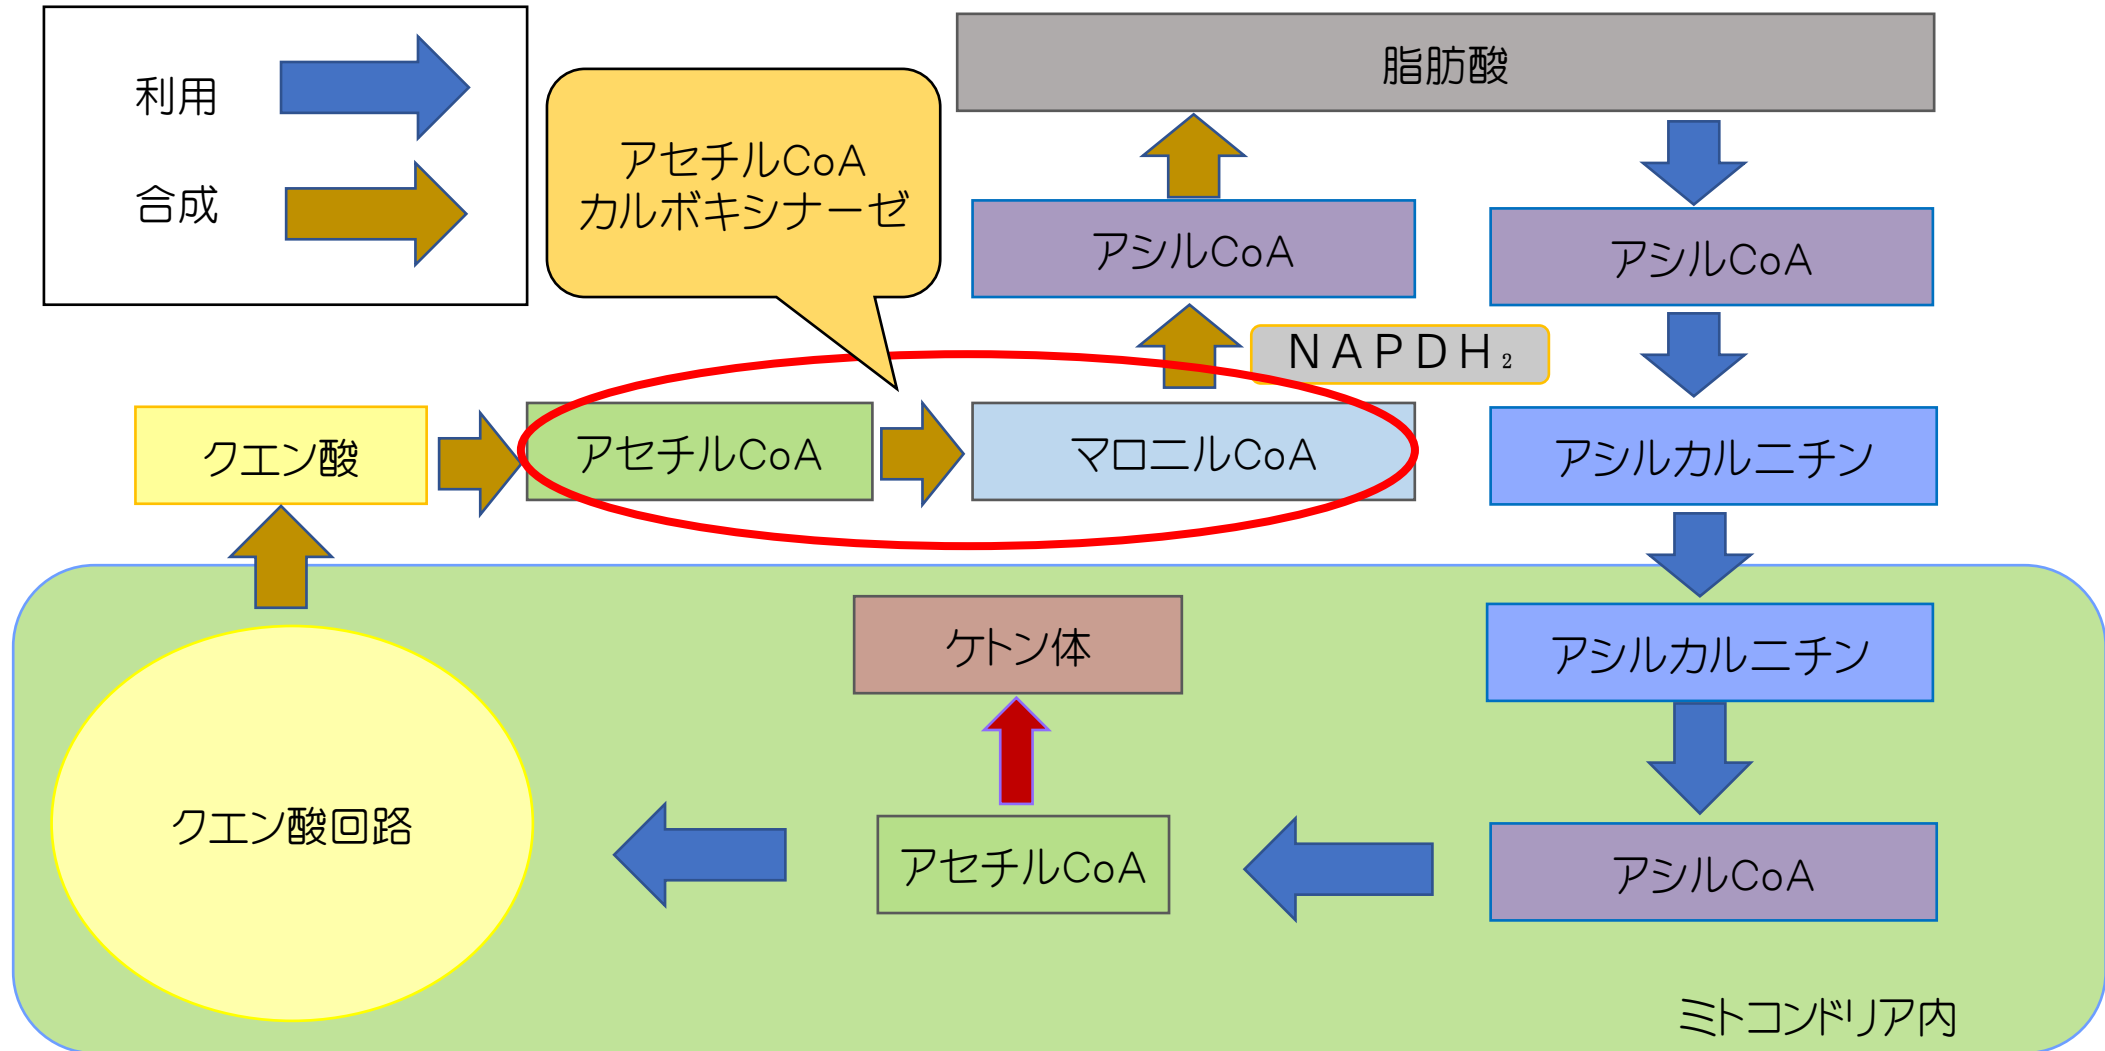 利用
合成
アセチルCoA
カルボキシナーゼ
脂肪酸
アシルCoA
アシルCoA
ＮＡＰＤＨ₂
クエン酸
アセチルCoA
マロニルCoA
アシルカルニチン
ケトン体
アシルカルニチン
クエン酸回路
アセチルCoA
アシルCoA
ミトコンドリア内